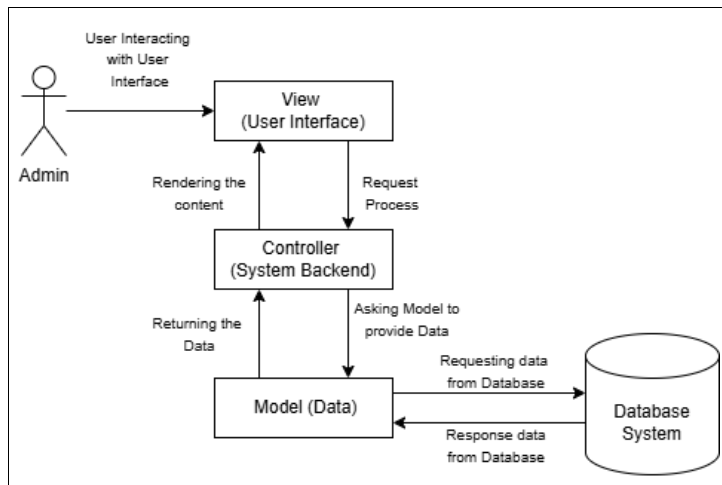 User Interacting
with User
Interface
View
(User Interface)
Admin
Rendering the
content
Request
Process
Controller
(System Backend)
Returning the
Data
Asking Model to
provide Data
Requesting data
from Database
Model (Data)
Database
System
Response data
from Database